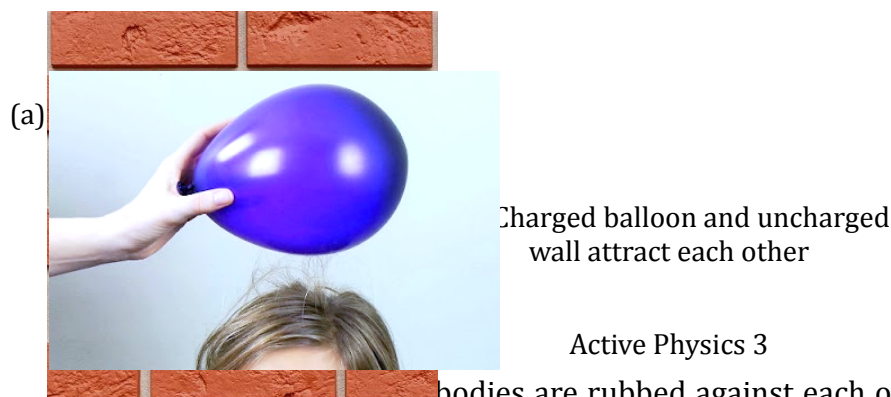 (a)
Charged balloon and uncharged
wall attract each other
Active Physics 3
bodies are rubbed against each